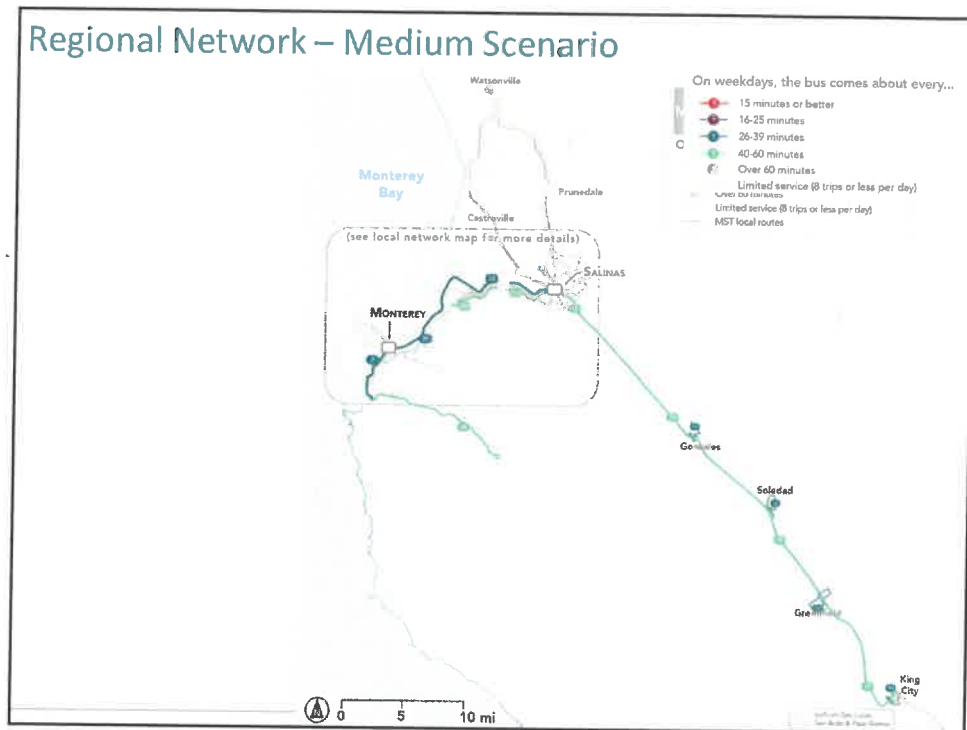 Regional Network – Medium Scenario
Watsonville
On weekdays, the bus comes about every...
15 minutes or better
16-25 minutes
26-39 minutes
40-60 minutes
Over 60 minutes
Limited service (8 trips or less per day)
Over 60 minutes
Limited service (8 trips or less per day)
MST local routes
Monterey
Bay
Prunedale
Castroville
(see local network map for more details)
SALINAS
MONTEREY
Soledad
King
City
0 5 10 mi